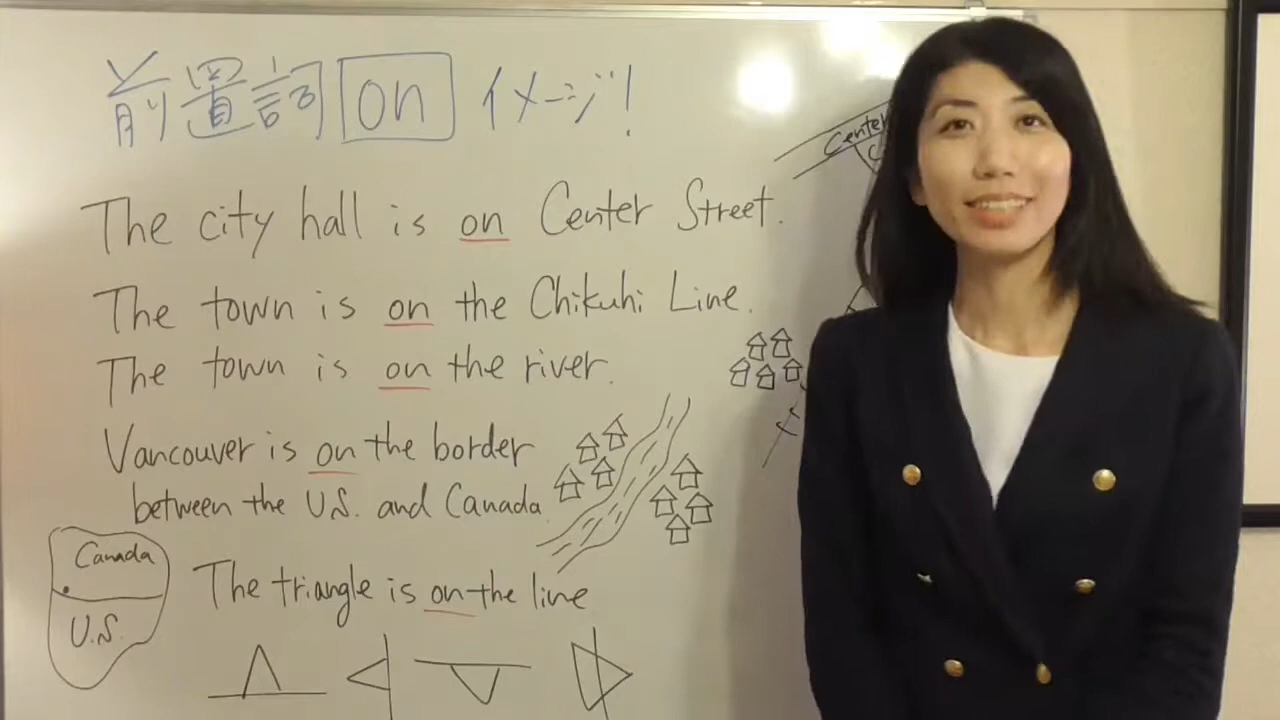 前置詞 on イメージ!
Center
The city hall is on Center Street.
The town is on the Chikuhi Line.
The town is on the river.
Vancouver is on the border
between the U.S. and Canada.
Canada
U.S.
The triangle is on the line